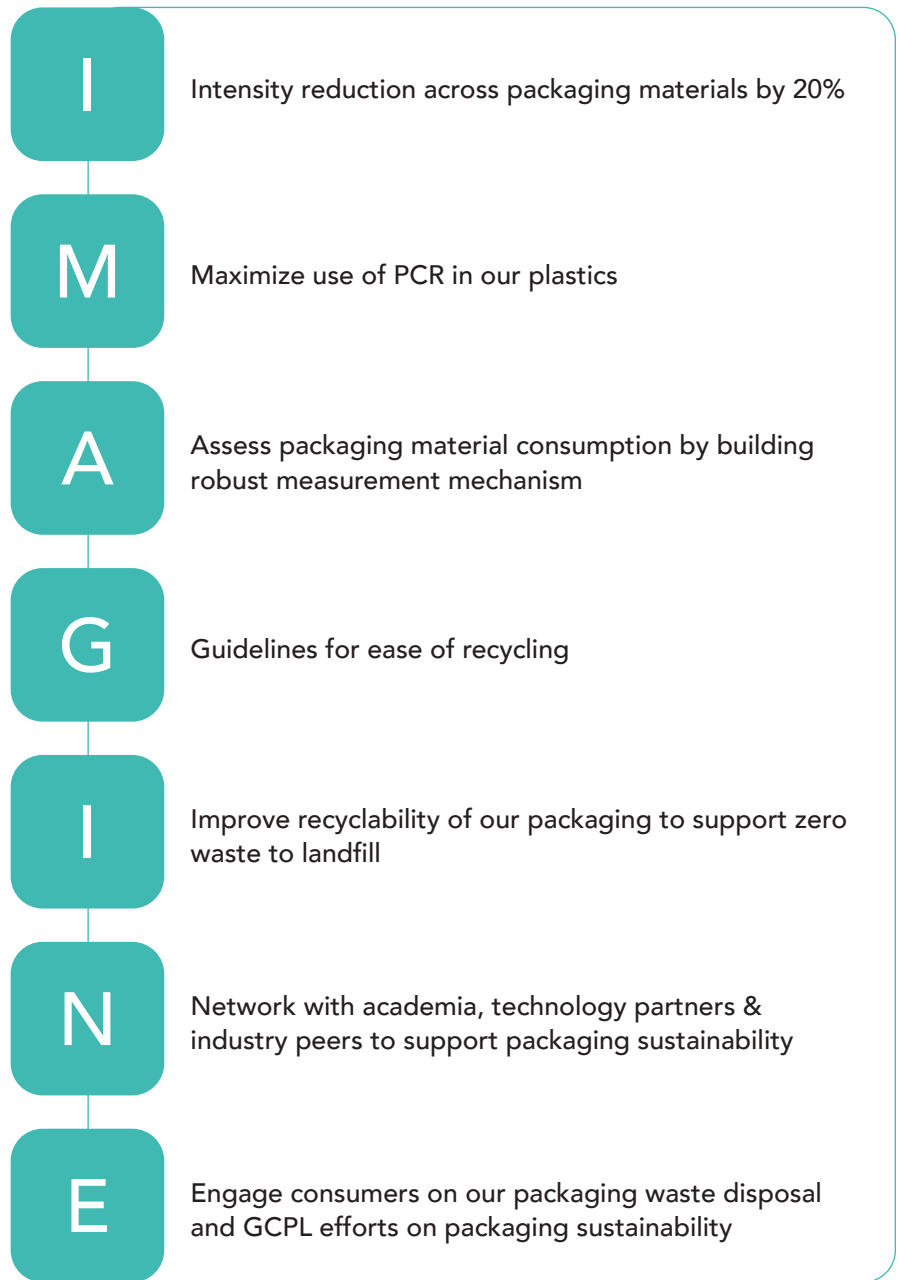 I
Intensity reduction across packaging materials by 20%
M
Maximize use of PCR in our plastics
A
Assess packaging material consumption by building
robust measurement mechanism
G
Guidelines for ease of recycling
I
Improve recyclability of our packaging to support zero
waste to landfill
N
Network with academia, technology partners &
industry peers to support packaging sustainability
E
Engage consumers on our packaging waste disposal
and GCPL efforts on packaging sustainability